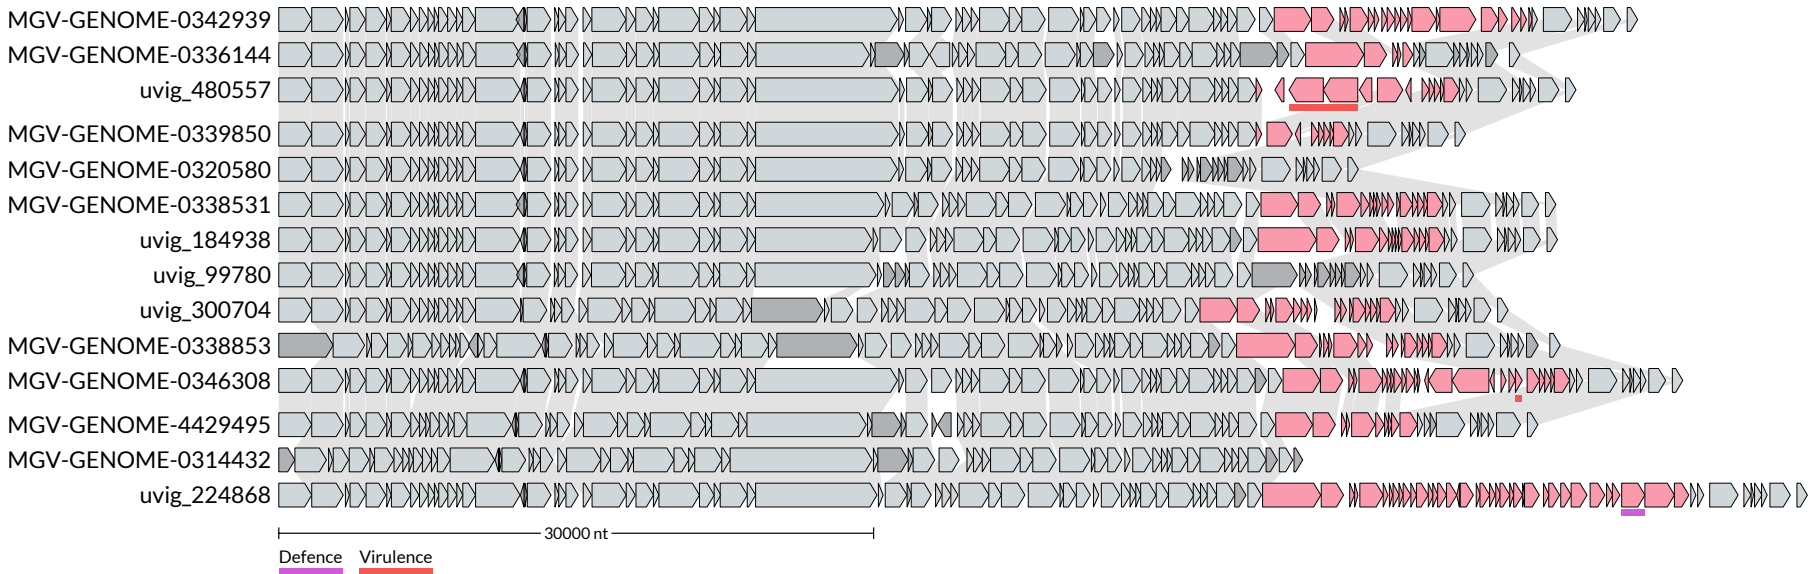 MGV-GENOME-0342939
MGV-GENOME-0336144
uvig_480557
MGV-GENOME-0339850
MGV-GENOME-0320580
MGV-GENOME-0338531
uvig_184938
uvig_99780
uvig_300704
MGV-GENOME-0338853
MGV-GENOME-0346308
MGV-GENOME-4429495
MGV-GENOME-0314432
uvig_224868
30000 nt
Defence Virulence